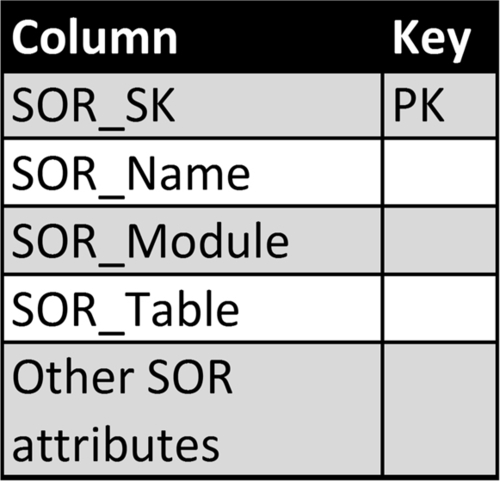 Column Key
SOR_SK PK
SOR_Name
SOR_Module
SOR_Table
Other SOR
attributes